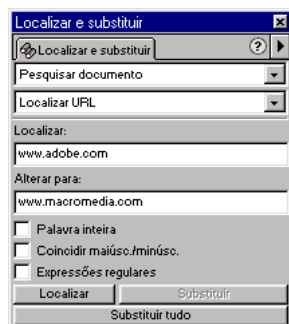 Localizar e substituir
Localizar e substituir
Pesquisar documento
Localizar URL
Localizar:
www.adobe.com
Alterar para:
www.macromedia.com
Palavra inteira
Coincidir maiúsc./minúsc.
Expressões regulares
Localizar Substituir
Substituir tudo